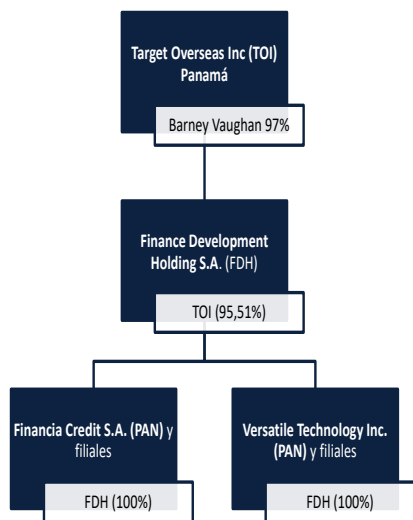 Target Overseas Inc (TOI)
Panamá
Barney Vaughan 97%
Finance Development
Holding S.A. (FDH)
TOI (95,51%)
Financia Credit S.A. (PAN) y
filiales
FDH (100%)
Versatile Technology Inc.
(PAN) y filiales
FDH (100%)